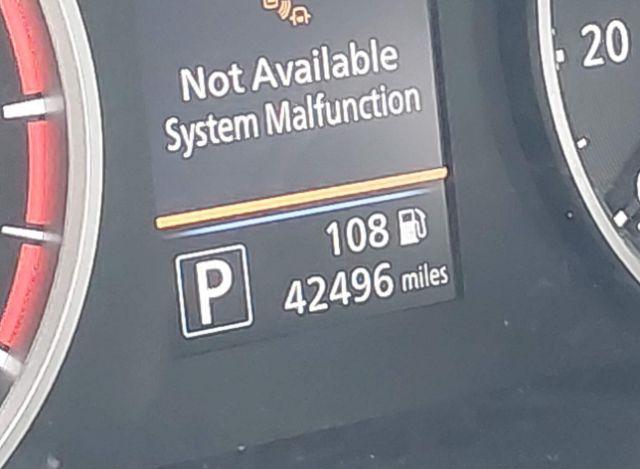 Not Available
System Malfunction
20
108
P
42496 miles